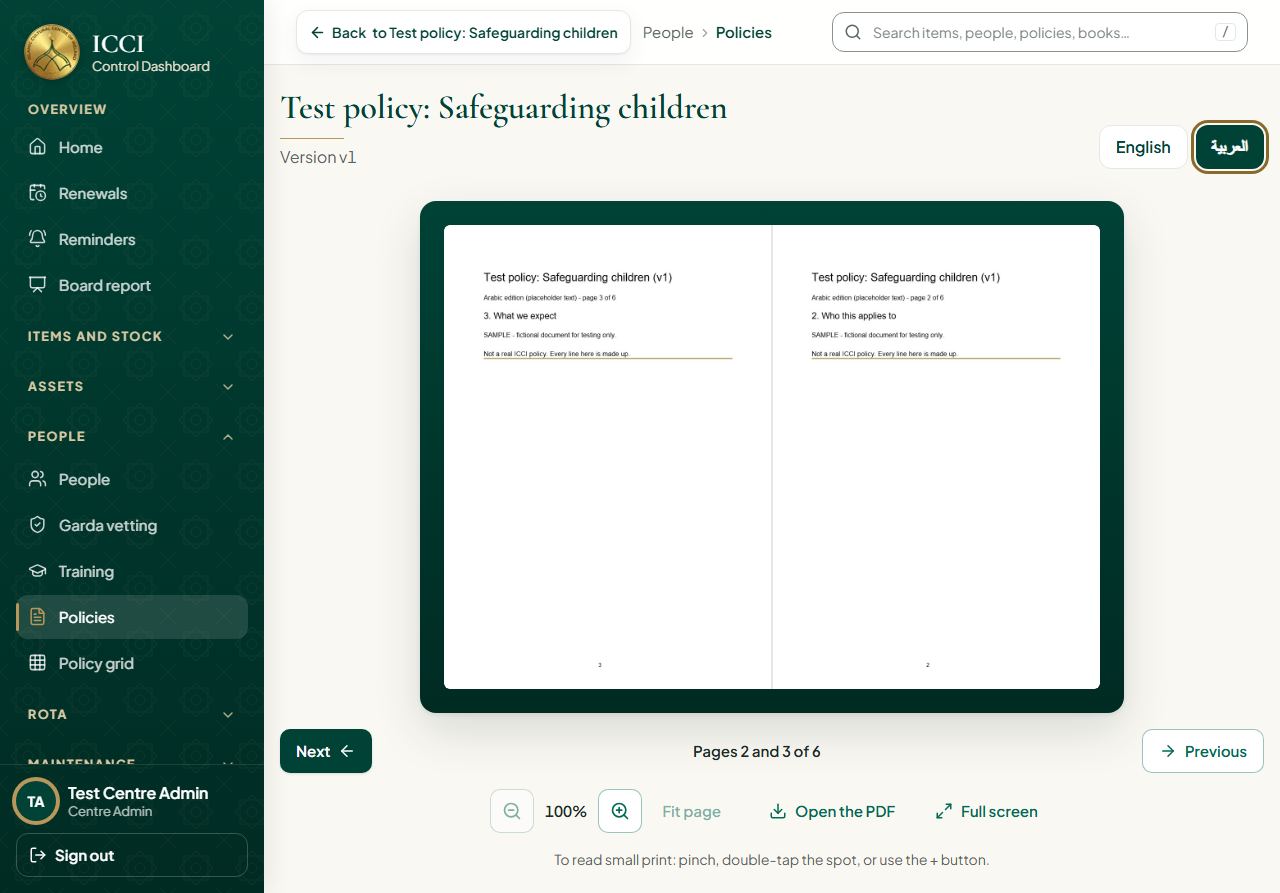 ICCI
Control Dashboard
OVERVIEW
Home
Renewals
Reminders
Board report
ITEMS AND STOCK
ASSETS
PEOPLE
People
Garda vetting
Training
Policies
Policy grid
ROTA
MAINTENANCE
TA
Test Centre Admin
Centre Admin
Sign out
Back to Test policy: Safeguarding children
People › Policies
Search items, people, policies, books…
/
Test policy: Safeguarding children
Version v1
English
العربية
Test policy: Safeguarding children (v1)
Arabic edition (placeholder text) - page 3 of 6
3. What we expect
SAMPLE - fictional document for testing only.
Not a real ICCI policy. Every line here is made up.
3
Test policy: Safeguarding children (v1)
Arabic edition (placeholder text) - page 2 of 6
2. Who this applies to
SAMPLE - fictional document for testing only.
Not a real ICCI policy. Every line here is made up.
2
Next
Pages 2 and 3 of 6
Previous
100%
Fit page
Open the PDF
Full screen
To read small print: pinch, double-tap the spot, or use the + button.